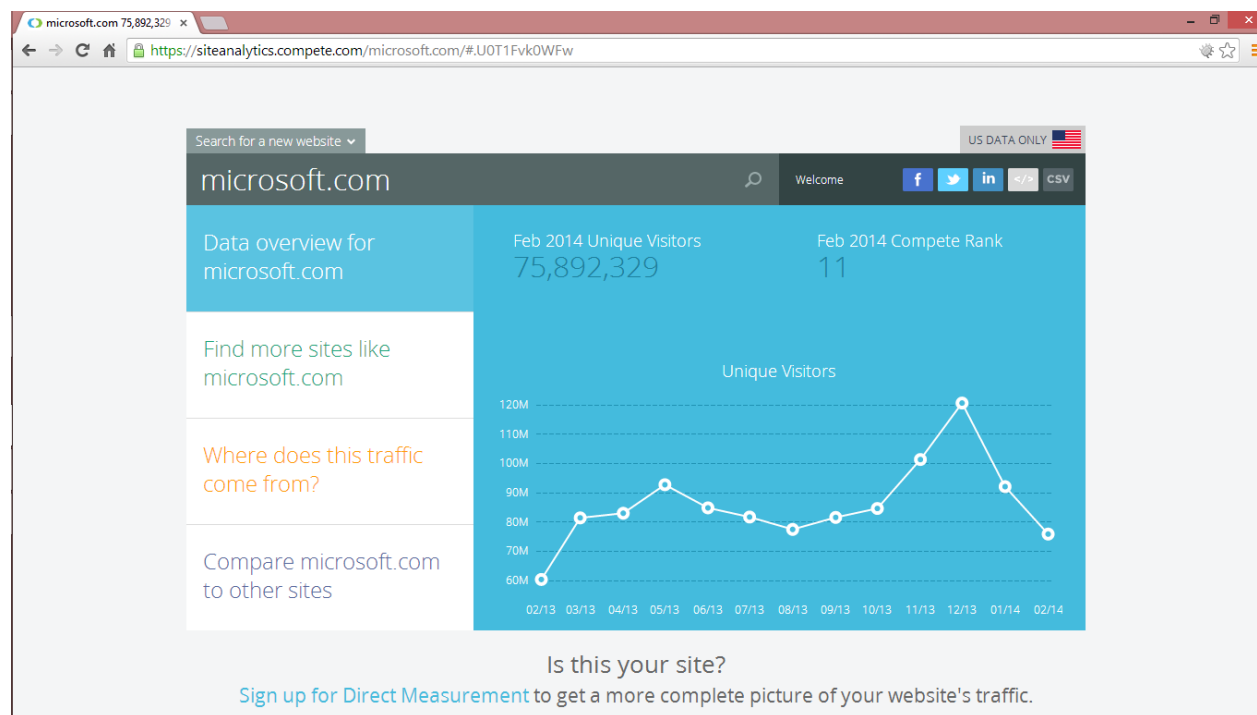 microsoft.com 75,892,329
https://siteanalytics.compete.com/microsoft.com/#.U0T1Fvk0WFw
Search for a new website
US DATA ONLY
microsoft.com
Welcome
f
in
</>
CSV
Data overview for
microsoft.com
Feb 2014 Unique Visitors
75,892,329
Feb 2014 Compete Rank
11
Find more sites like
microsoft.com
Where does this traffic
come from?
Compare microsoft.com
to other sites
Unique Visitors
120M
110M
100M
90M
80M
70M
60M
02/13 03/13 04/13 05/13 06/13 07/13 08/13 09/13 10/13 11/13 12/13 01/14 02/14
Is this your site?
Sign up for Direct Measurement to get a more complete picture of your website's traffic.